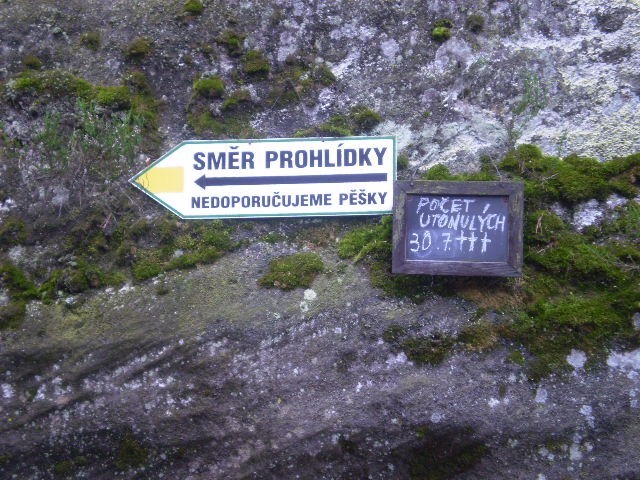 SMĚR PROHLÍDKY
NEDOPORUČUJEME PĚŠKY
POČET
UTONULÝCH
30.7.†††